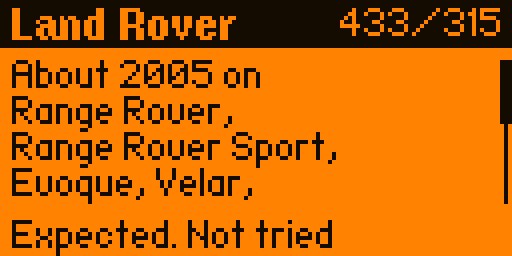 Land Rover 433/315
About 2005 on
Range Rover,
Range Rover Sport,
Evoque, Velar,
Expected. Not tried